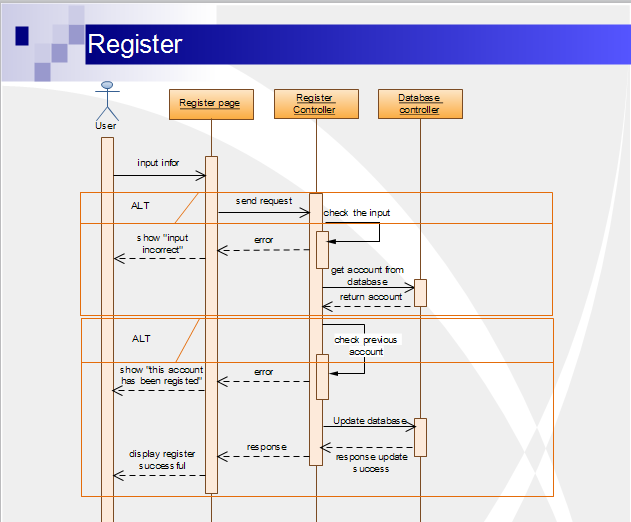 Register
Register page
Register
Controller
Database
controller
User
input infor
ALT
send request
check the input
show "input
incorrect"
error
get account from
database
return account
ALT
check previous
account
show "this account
has been registed"
error
Update database
response
response update
success
display register
successful